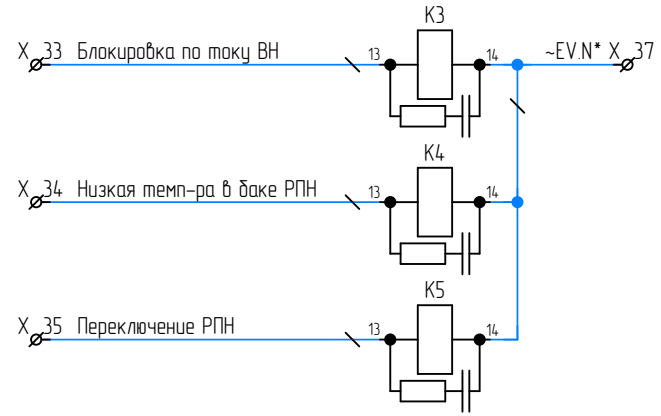 K3
X 33 Блокировка по току ВН 13 14 ~EV.N* X 37
K4
X 34 Низкая темп-ра в баке РПН 13 14
K5
X 35 Переключение РПН 13 14